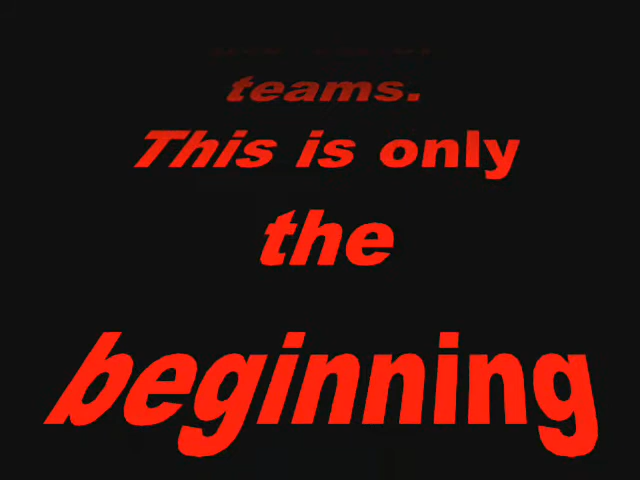 teams.
This is only
the
beginning